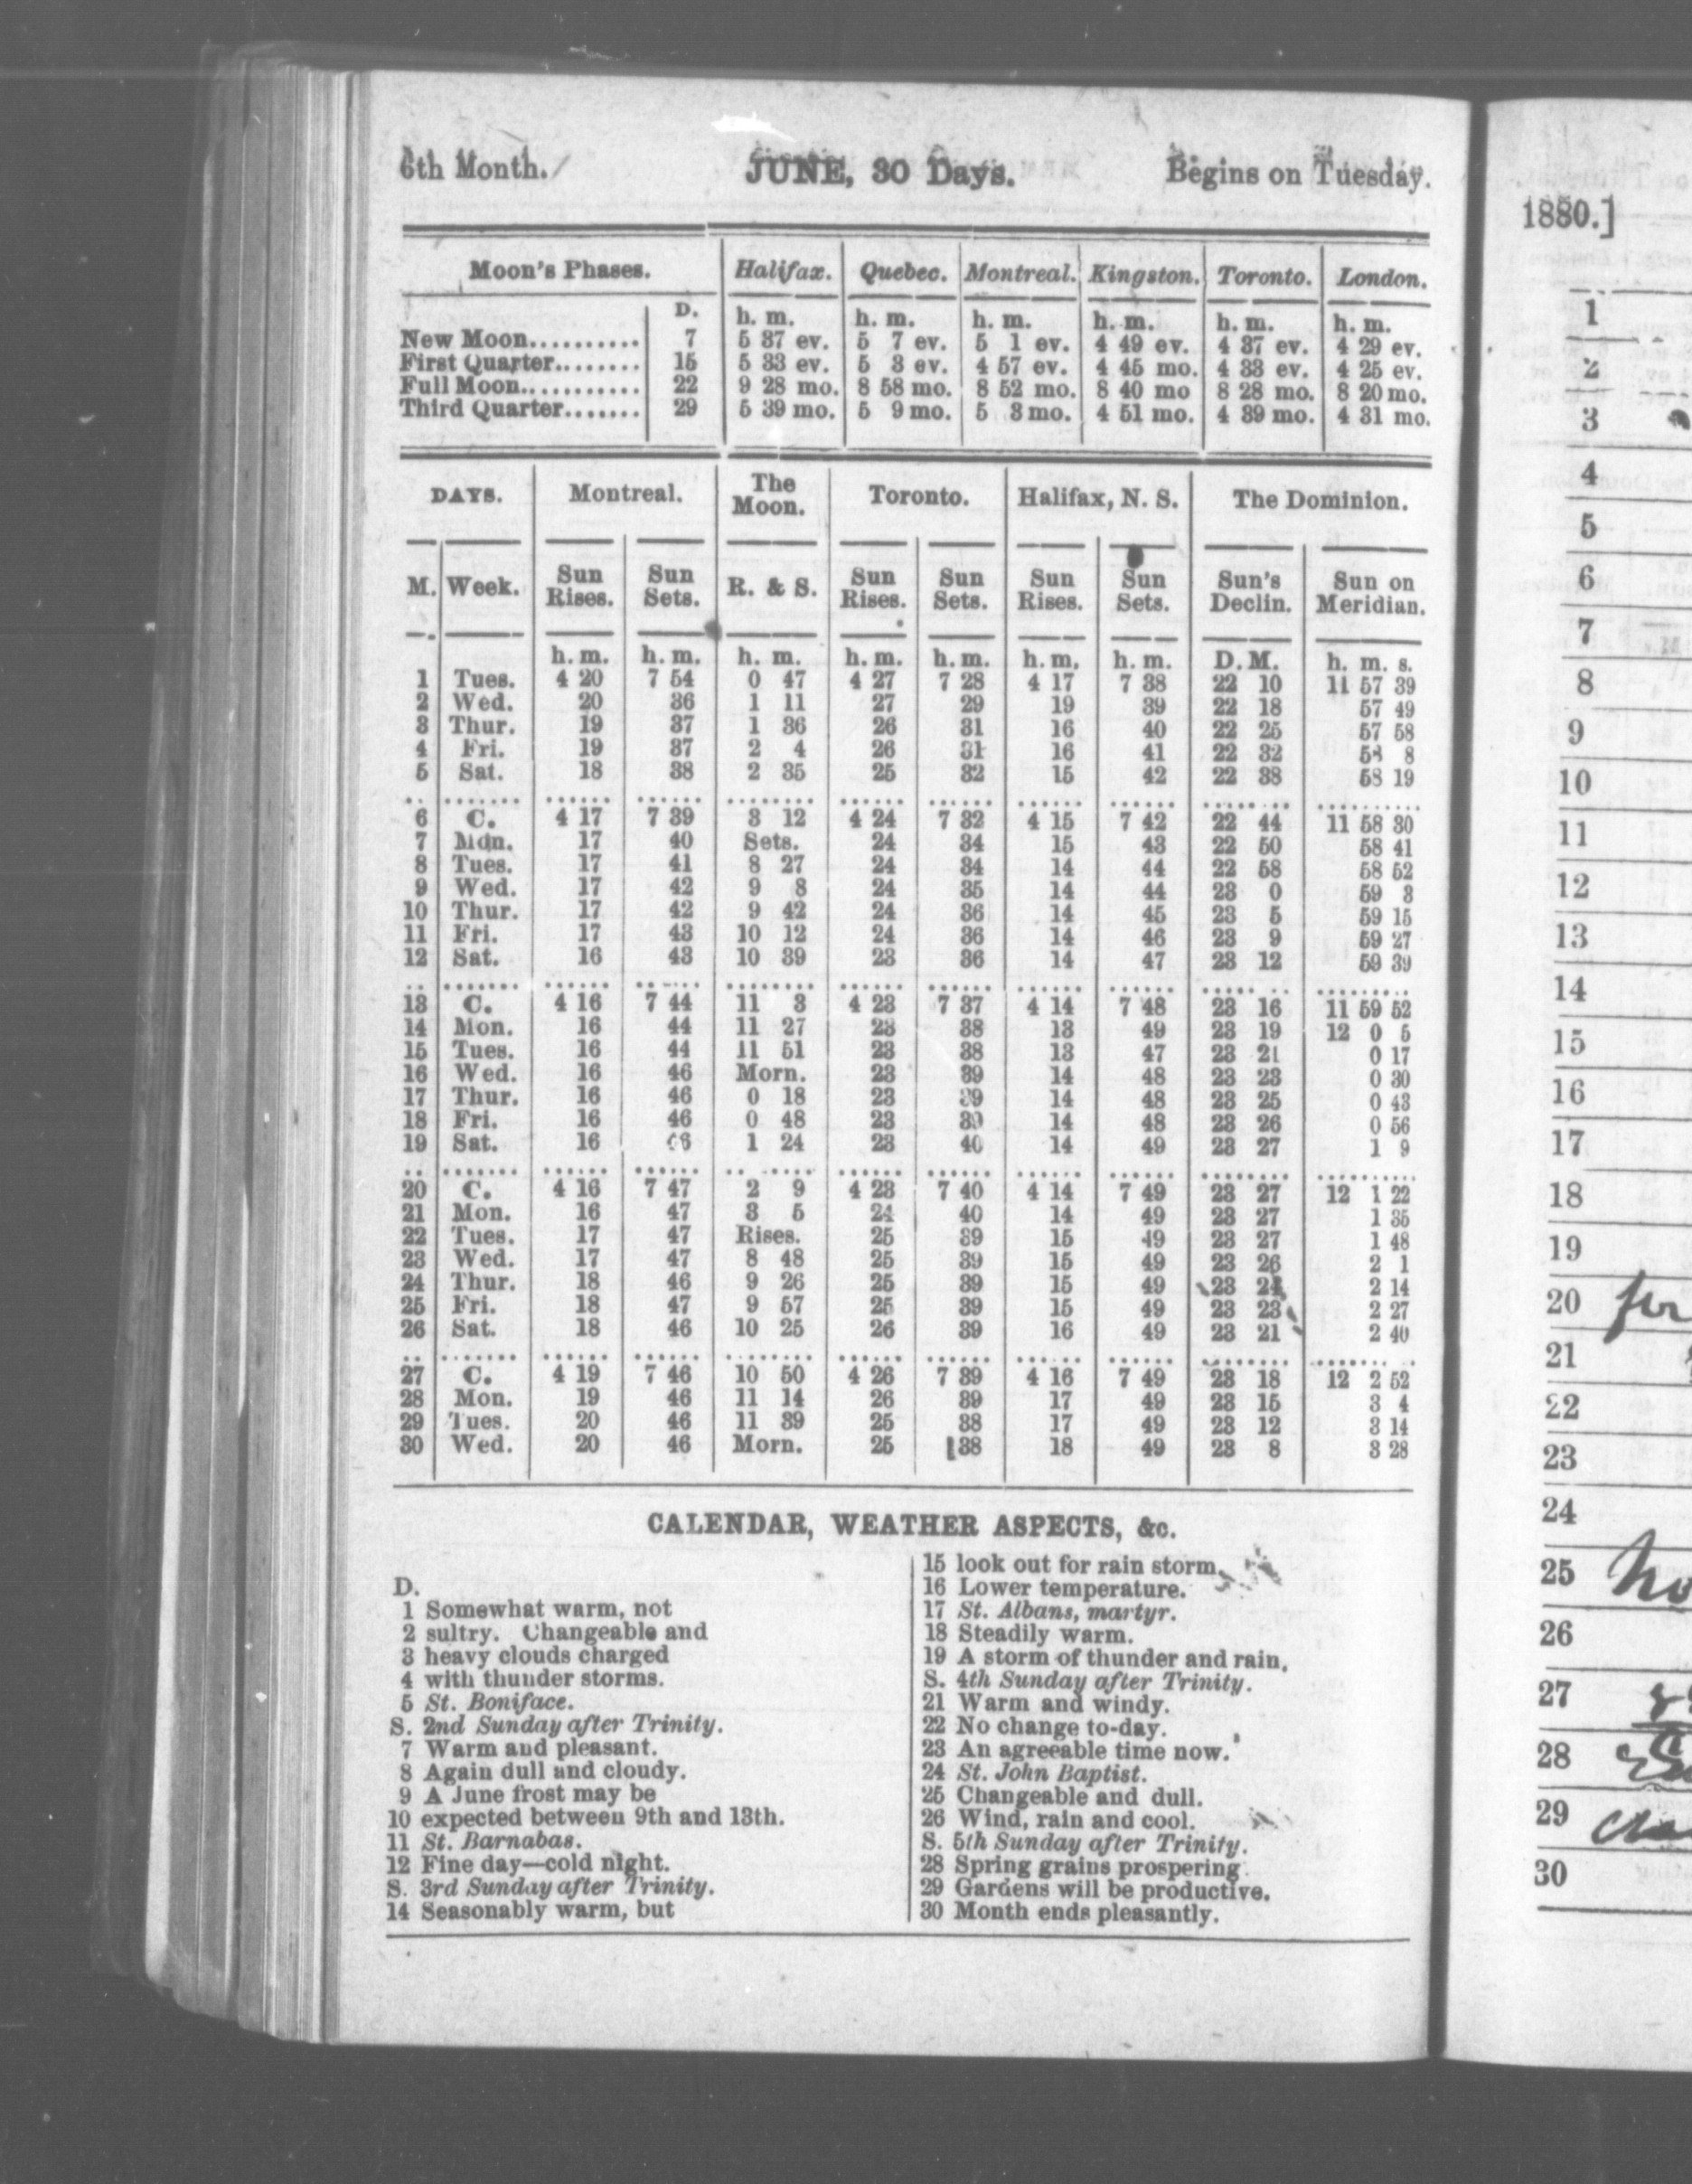 6th Month. JUNE, 30 Days. Begins on Tuesday.
Moon's Phases. Halifax. Quebec. Montreal. Kingston. Toronto. London.
D. h. m. h. m. h. m. h. m. h. m. h. m.
New Moon.......... 7 5 37 ev. 5 7 ev. 5 1 ev. 4 49 ev. 4 37 ev. 4 29 ev.
First Quarter........ 15 5 33 ev. 5 3 ev. 4 57 ev. 4 45 mo. 4 33 ev. 4 25 ev.
Full Moon........... 22 9 28 mo. 8 58 mo. 8 52 mo. 8 40 mo 8 28 mo. 8 20 mo.
Third Quarter....... 29 5 39 mo. 5 9 mo. 5 3 mo. 4 51 mo. 4 39 mo. 4 31 mo.
DAYS. Montreal. The Moon. Toronto. Halifax, N. S. The Dominion.
M. Week. Sun Rises. Sun Sets. R. & S. Sun Rises. Sun Sets. Sun Rises. Sun Sets. Sun's Declin. Sun on Meridian.
h. m. h. m. h. m. h. m. h. m. h. m, h. m. D. M. h. m. s.
1 Tues. 4 20 7 54 0 47 4 27 7 28 4 17 7 38 22 10 11 57 39
2 Wed. 20 36 1 11 27 29 19 39 22 18 57 49
3 Thur. 19 37 1 36 26 31 16 40 22 25 57 58
4 Fri. 19 37 2 4 26 31 16 41 22 32 58 8
5 Sat. 18 38 2 35 25 32 15 42 22 38 58 19
6 C. 4 17 7 39 3 12 4 24 7 32 4 15 7 42 22 44 11 58 30
7 Mon. 17 40 Sets. 24 34 15 43 22 50 58 41
8 Tues. 17 41 8 27 24 34 14 44 22 58 58 52
9 Wed. 17 42 9 8 24 35 14 44 23 0 59 3
10 Thur. 17 42 9 42 24 36 14 45 23 5 59 15
11 Fri. 17 43 10 12 24 36 14 46 23 9 59 27
12 Sat. 16 43 10 39 23 36 14 47 23 12 59 39
13 C. 4 16 7 44 11 3 4 23 7 37 4 14 7 48 23 16 11 59 52
14 Mon. 16 44 11 27 23 38 13 49 23 19 12 0 5
15 Tues. 16 44 11 51 23 38 13 47 23 21 0 17
16 Wed. 16 46 Morn. 23 39 14 48 23 23 0 30
17 Thur. 16 46 0 18 23 39 14 48 23 25 0 43
18 Fri. 16 46 0 48 23 39 14 48 23 26 0 56
19 Sat. 16 1 24 23 40 14 49 23 27 1 9
20 C. 4 16 7 47 2 9 4 23 7 40 4 14 7 49 23 27 12 1 22
21 Mon. 16 47 3 5 24 40 14 49 23 27 1 35
22 Tues. 17 47 Rises. 25 39 15 49 23 27 1 48
23 Wed. 17 47 8 48 25 39 15 49 23 26 2 1
24 Thur. 18 46 9 26 25 39 15 49 23 24 2 14
25 Fri. 18 47 9 57 25 39 15 49 23 23 2 27
26 Sat. 18 46 10 25 26 39 16 49 23 21 2 40
27 C. 4 19 7 46 10 50 4 26 7 39 4 16 7 49 23 18 12 2 52
28 Mon. 19 46 11 14 26 39 17 49 23 15 3 4
29 Tues. 20 46 11 39 25 38 17 49 23 12 3 14
30 Wed. 20 46 Morn. 25 38 18 49 23 8 3 28
CALENDAR, WEATHER ASPECTS, &c.
D.
1 Somewhat warm, not
2 sultry. Changeable and
3 heavy clouds charged
4 with thunder storms.
5 St. Boniface.
S. 2nd Sunday after Trinity.
7 Warm and pleasant.
8 Again dull and cloudy.
9 A June frost may be
10 expected between 9th and 13th.
11 St. Barnabas.
12 Fine day—cold night.
S. 3rd Sunday after Trinity.
14 Seasonably warm, but
15 look out for rain storm.
16 Lower temperature.
17 St. Albans, martyr.
18 Steadily warm.
19 A storm of thunder and rain.
S. 4th Sunday after Trinity.
21 Warm and windy.
22 No change to-day.
23 An agreeable time now.
24 St. John Baptist.
25 Changeable and dull.
26 Wind, rain and cool.
S. 5th Sunday after Trinity.
28 Spring grains prospering.
29 Gardens will be productive.
30 Month ends pleasantly.
1880.]
1
2
3
4
5
6
7
8
9
10
11
12
13
14
15
16
17
18
19
20
21
22
23
24
25
26
27
28
29
30